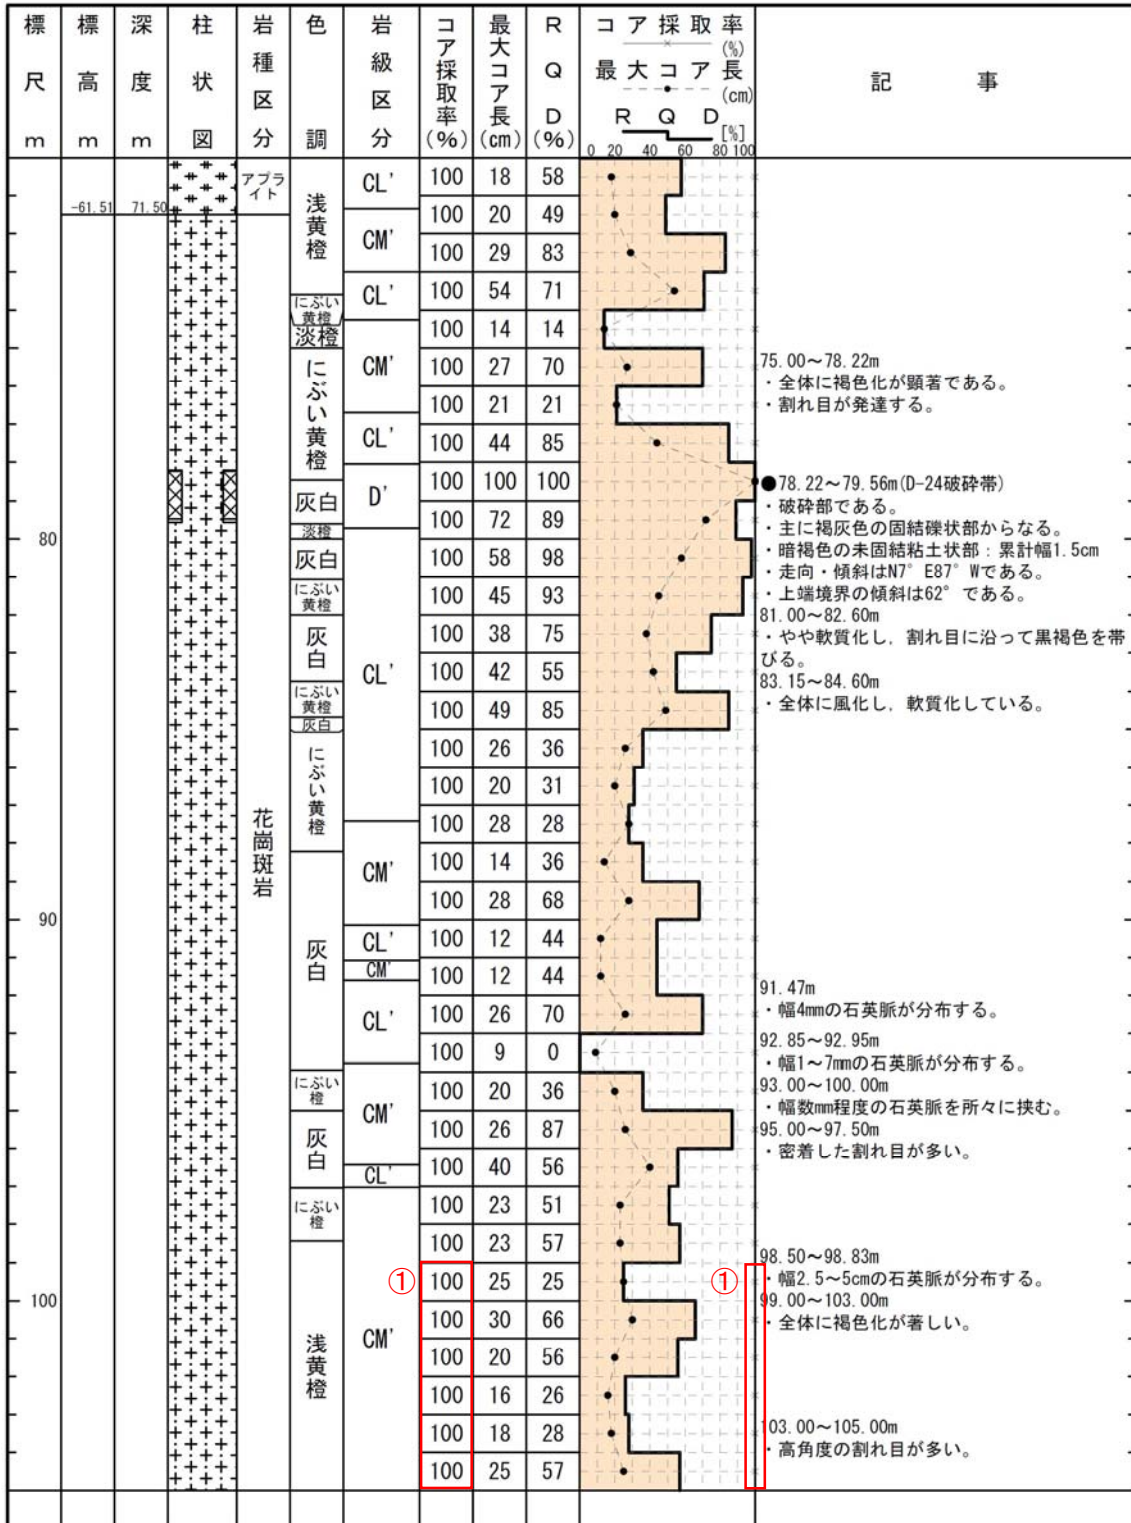 標尺m
標高m
深度m
柱状図
岩種区分
色調
岩級区分
コア採取率(%)
最大コア長(cm)
RQD(%)
コア採取率
(%)
最大コア長
(cm)
RQD
[%]
0 20 40 60 80 100
記事
アプライト
-61.51 71.50
花崗斑岩
80
90
100
浅黄橙
にぶい黄橙
淡橙
にぶい黄橙
灰白
淡橙
灰白
にぶい黄橙
灰白
にぶい黄橙
灰白
にぶい黄橙
灰白
にぶい橙
灰白
にぶい橙
浅黄橙
CL'
CM'
CL'
CM'
CL'
D'
CL'
CM'
CL'
CM'
CL'
CM'
CL'
CM'
100 18 58
100 20 49
100 29 83
100 54 71
100 14 14
100 27 70
100 21 21
100 44 85
100 100 100
100 72 89
100 58 98
100 45 93
100 38 75
100 42 55
100 49 85
100 26 36
100 20 31
100 28 28
100 14 36
100 28 68
100 12 44
100 12 44
100 26 70
100 9 0
100 20 36
100 26 87
100 40 56
100 23 51
100 23 57
① 100 25 25 ①
100 30 66
100 20 56
100 16 26
100 18 28
100 25 57
75.00～78.22m
・全体に褐色化が顕著である。
・割れ目が発達する。
●78.22～79.56m(D-24破砕帯)
・破砕部である。
・主に褐灰色の固結礫状部からなる。
・暗褐色の未固結粘土状部：累計幅1.5cm
・走向・傾斜はN7°E87°Wである。
・上端境界の傾斜は62°である。
81.00～82.60m
・やや軟質化し，割れ目に沿って黒褐色を帯
びる。
83.15～84.60m
・全体に風化し，軟質化している。
91.47m
・幅4mmの石英脈が分布する。
92.85～92.95m
・幅1～7mmの石英脈が分布する。
93.00～100.00m
・幅数mm程度の石英脈を所々に挟む。
95.00～97.50m
・密着した割れ目が多い。
98.50～98.83m
・幅2.5～5cmの石英脈が分布する。
99.00～103.00m
・全体に褐色化が著しい。
103.00～105.00m
・高角度の割れ目が多い。